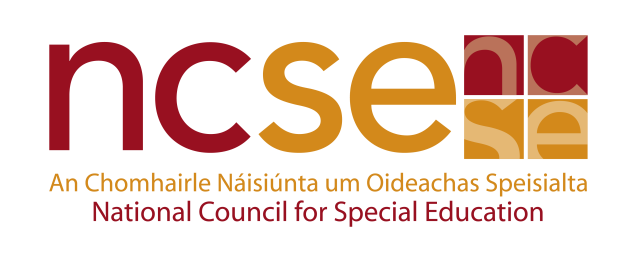 ncse
nc
se
An Chomhairle Náisiúnta um Oideachas Speisialta
National Council for Special Education